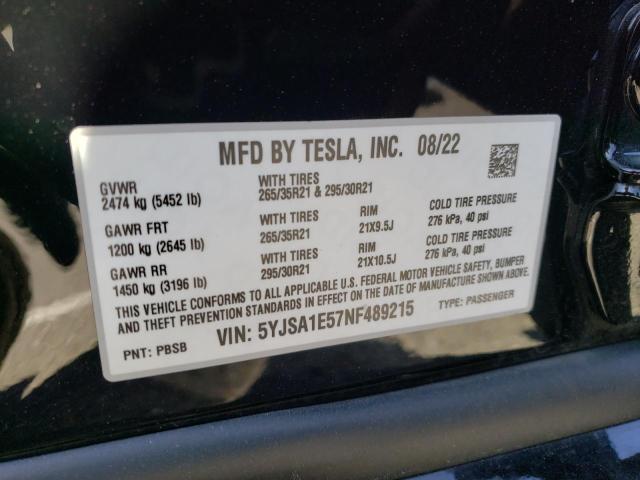 MFD BY TESLA, INC. 08/22
GVWR WITH TIRES
2474 kg (5452 lb) 265/35R21 & 295/30R21
GAWR FRT WITH TIRES RIM COLD TIRE PRESSURE
1200 kg (2645 lb) 265/35R21 21X9.5J 276 kPa, 40 psi
GAWR RR WITH TIRES RIM COLD TIRE PRESSURE
1450 kg (3196 lb) 295/30R21 21X10.5J 276 kPa, 40 psi
THIS VEHICLE CONFORMS TO ALL APPLICABLE U.S. FEDERAL MOTOR VEHICLE SAFETY, BUMPER
AND THEFT PREVENTION STANDARDS IN EFFECT ON THE DATE OF MANUFACTURE SHOWN ABOVE.
PNT: PBSB VIN: 5YJSA1E57NF489215 TYPE: PASSENGER